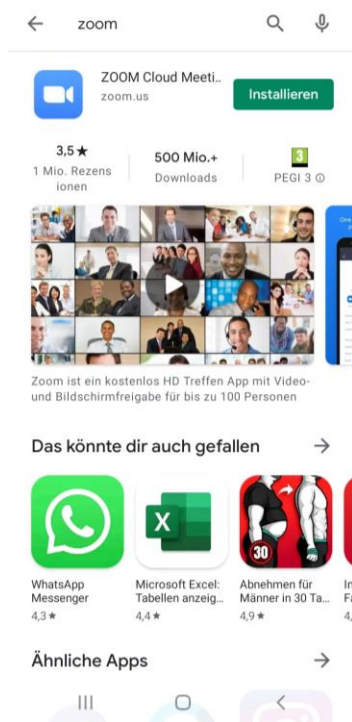 zoom
ZOOM Cloud Meeti..
zoom.us
Installieren
3,5★
1 Mio. Rezens
ionen
500 Mio.+
Downloads
3
PEGI 3
Zoom ist ein kostenlos HD Treffen App mit Video-
und Bildschirmfreigabe für bis zu 100 Personen
Das könnte dir auch gefallen
X
30
WhatsApp
Messenger
4,3★
Microsoft Excel:
Tabellen anzeig...
4,4★
Abnehmen für
Männer in 30 Ta...
4,9★
Ähnliche Apps